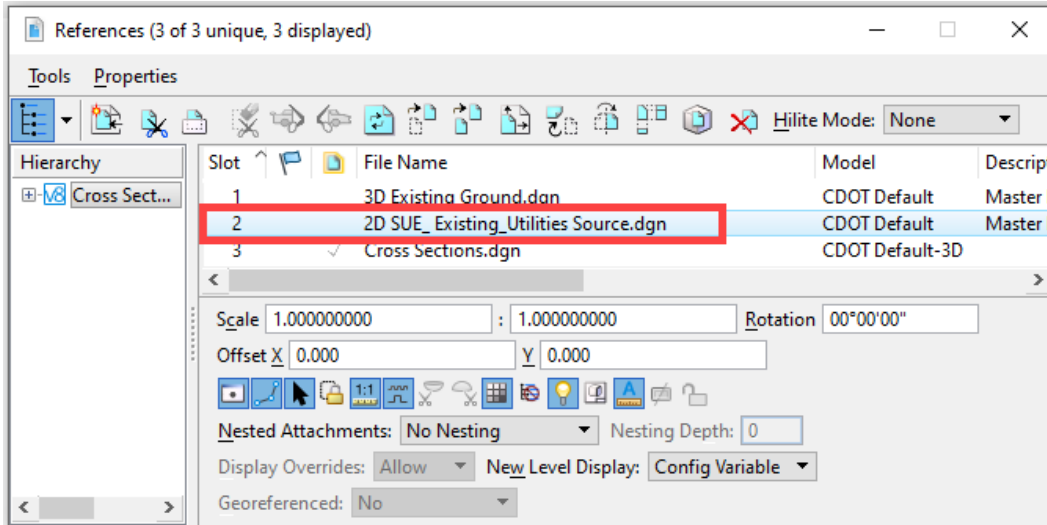 References (3 of 3 unique, 3 displayed)
Tools Properties
Hilite Mode: None
Hierarchy Slot File Name Model Descrip
Cross Sect... 1 3D Existing Ground.dgn CDOT Default Master
2 2D SUE_ Existing_Utilities Source.dgn CDOT Default Master
3 Cross Sections.dgn CDOT Default-3D
Scale 1.000000000 : 1.000000000 Rotation 00°00'00"
Offset X 0.000 Y 0.000
1:1 A
Nested Attachments: No Nesting Nesting Depth: 0
Display Overrides: Allow New Level Display: Config Variable
Georeferenced: No